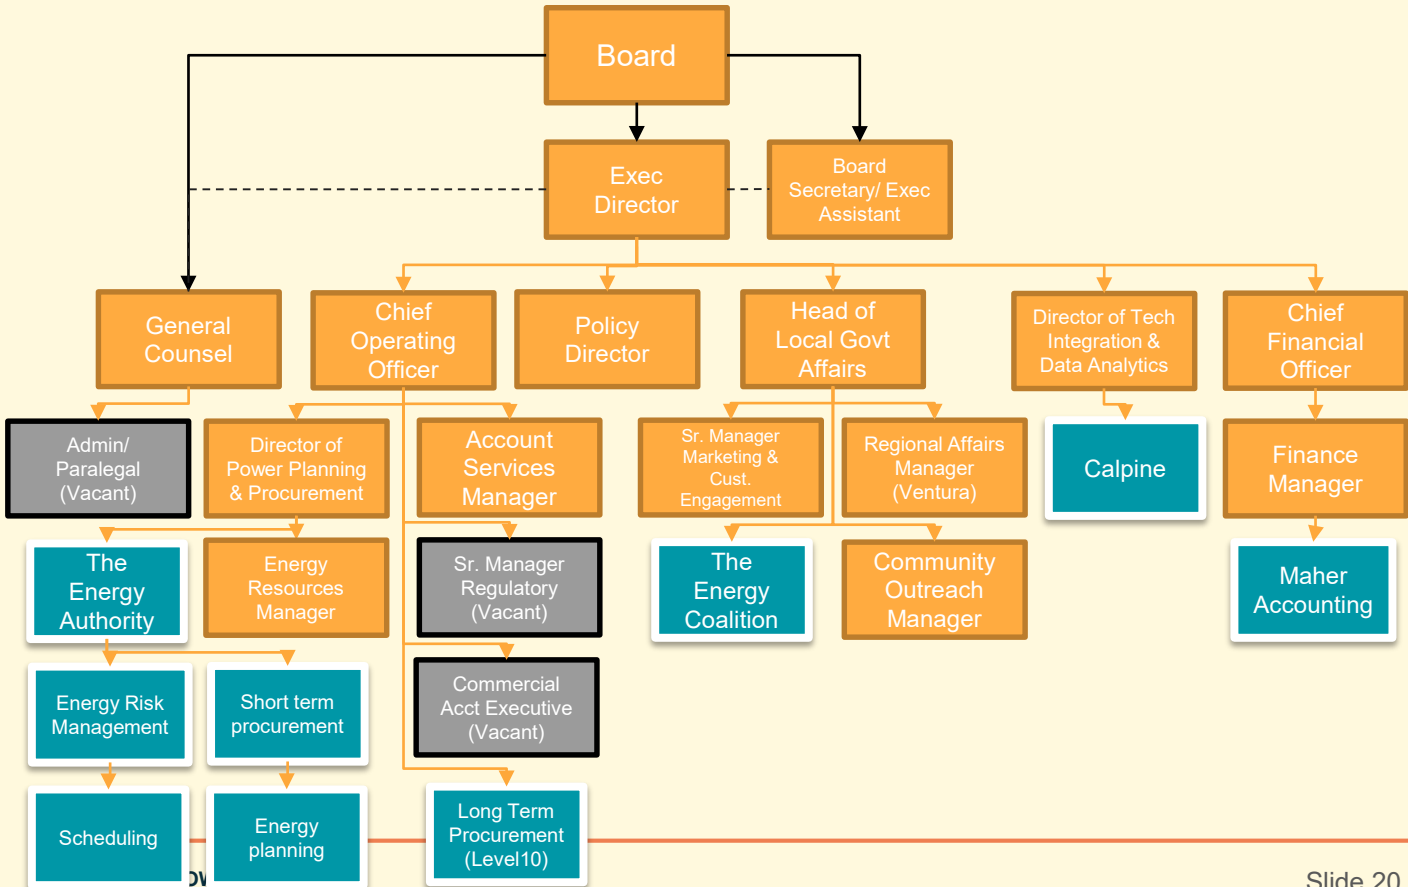 Board
Exec
Director
Board
Secretary/ Exec
Assistant
General
Counsel
Chief
Operating
Officer
Policy
Director
Head of
Local Govt
Affairs
Director of Tech
Integration &
Data Analytics
Chief
Financial
Officer
Admin/
Paralegal
(Vacant)
Director of
Power Planning
& Procurement
Account
Services
Manager
Sr. Manager
Marketing &
Cust.
Engagement
Regional Affairs
Manager
(Ventura)
Calpine
Finance
Manager
The
Energy
Authority
Energy
Resources
Manager
Sr. Manager
Regulatory
(Vacant)
The
Energy
Coalition
Community
Outreach
Manager
Maher
Accounting
Energy Risk
Management
Short term
procurement
Commercial
Acct Executive
(Vacant)
Scheduling
Energy
planning
Long Term
Procurement
(Level10)
Slide 20